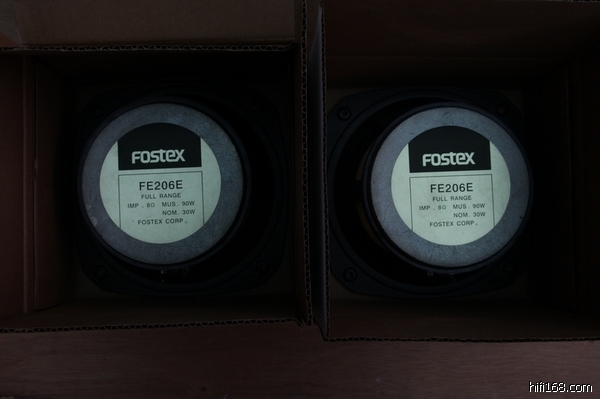 FOSTEX
FE206E
FULL RANGE
IMP . 8Ω MUS. 90W
NOM. 30W
FOSTEX CORP.
FOSTEX
FE206E
FULL RANGE
IMP . 8Ω MUS. 90W
NOM. 30W
FOSTEX CORP.
hifi168.com